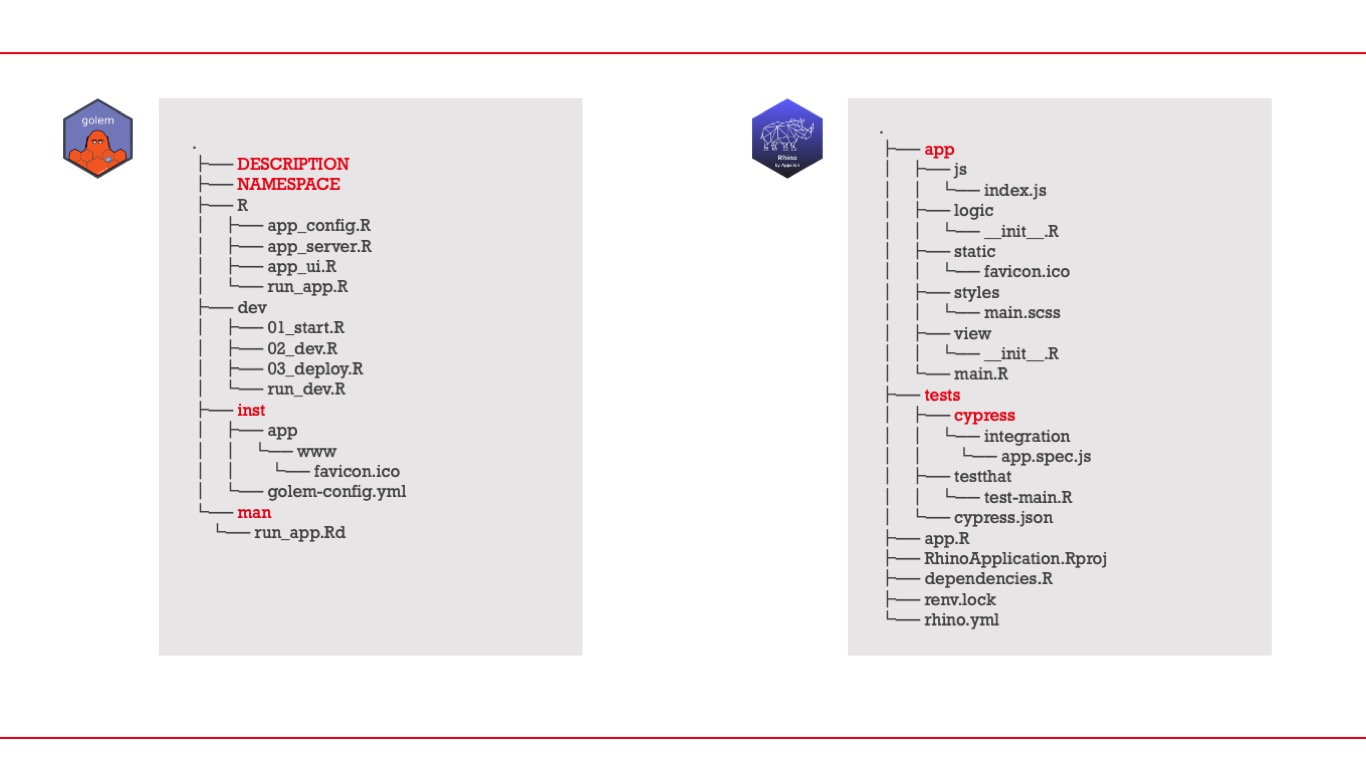 golem
.
├── DESCRIPTION
├── NAMESPACE
├── R
│   ├── app_config.R
│   ├── app_server.R
│   ├── app_ui.R
│   └── run_app.R
├── dev
│   ├── 01_start.R
│   ├── 02_dev.R
│   ├── 03_deploy.R
│   └── run_dev.R
├── inst
│   ├── app
│   │   └── www
│   │       └── favicon.ico
│   └── golem-config.yml
└── man
    └── run_app.Rd
Rhino
by Appsilon
.
├── app
│   ├── js
│   │   └── index.js
│   ├── logic
│   │   └── __init__.R
│   ├── static
│   │   └── favicon.ico
│   ├── styles
│   │   └── main.scss
│   ├── view
│   │   └── __init__.R
│   └── main.R
├── tests
│   ├── cypress
│   │   └── integration
│   │       └── app.spec.js
│   ├── testthat
│   │   └── test-main.R
│   └── cypress.json
├── app.R
├── RhinoApplication.Rproj
├── dependencies.R
├── renv.lock
└── rhino.yml